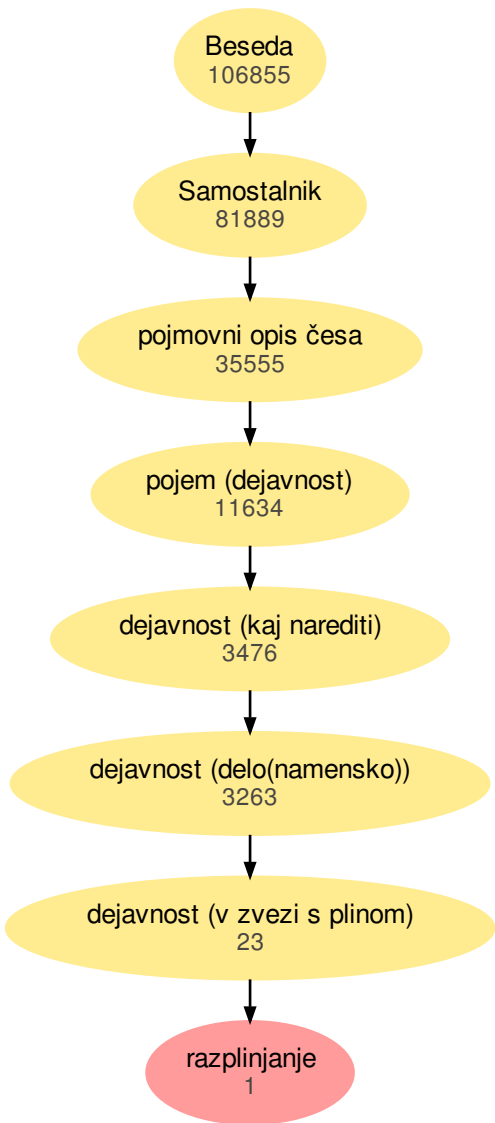 Beseda
106855
Samostalnik
81889
pojmovni opis česa
35555
pojem (dejavnost)
11634
dejavnost (kaj narediti)
3476
dejavnost (delo(namensko))
3263
dejavnost (v zvezi s plinom)
23
razplinjanje
1